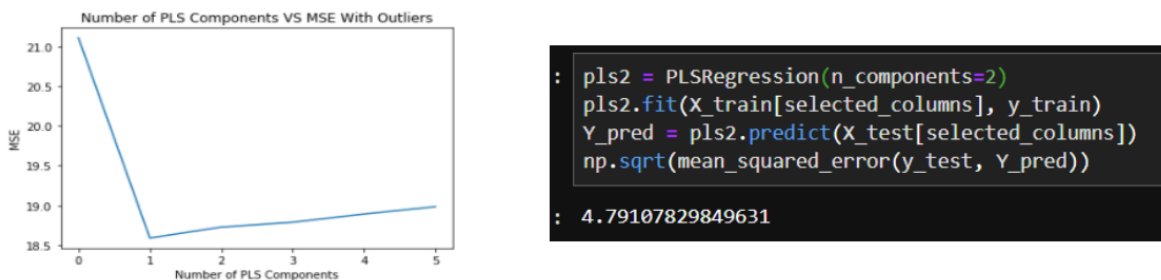 Number of PLS Components VS MSE With Outliers
21.0
20.5
20.0
19.5
19.0
18.5
MSE
0 1 2 3 4 5
Number of PLS Components
: pls2 = PLSRegression(n_components=2)
pls2.fit(X_train[selected_columns], y_train)
Y_pred = pls2.predict(X_test[selected_columns])
np.sqrt(mean_squared_error(y_test, Y_pred))
: 4.79107829849631